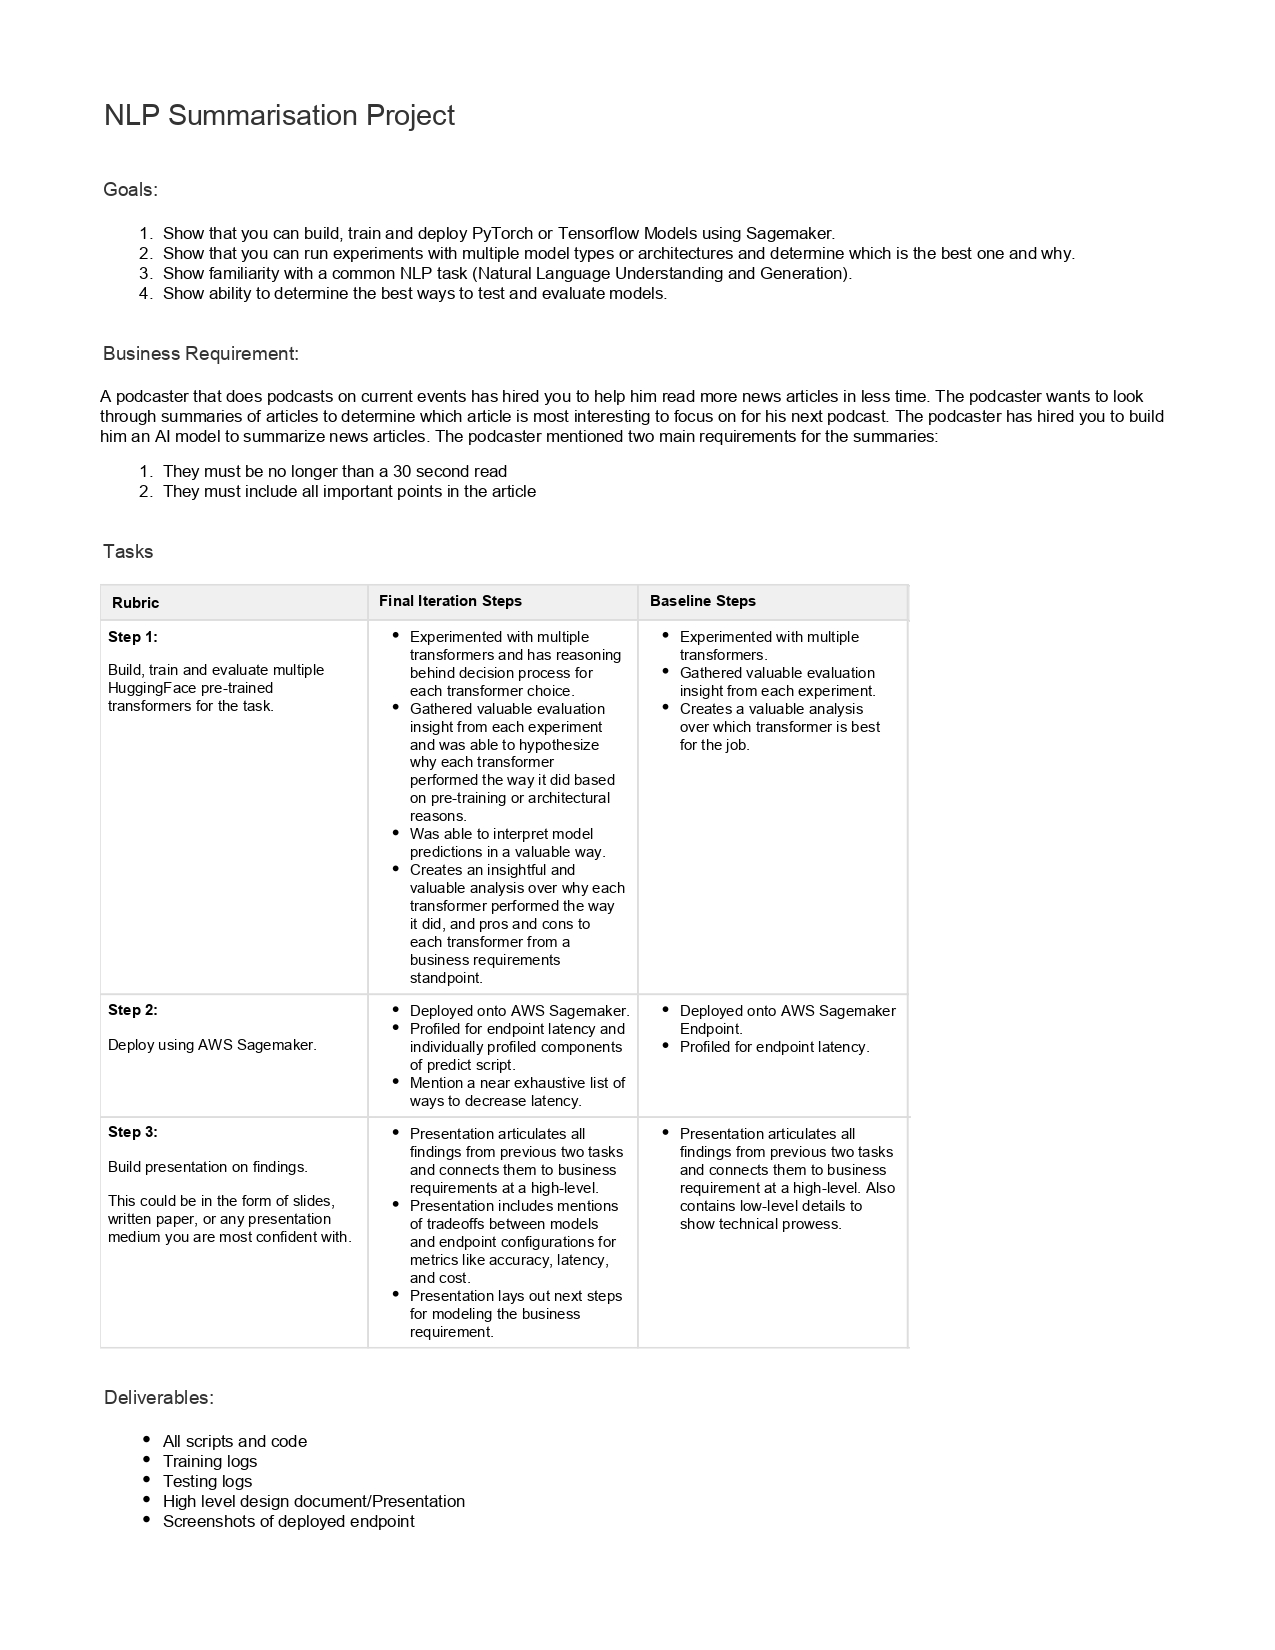 NLP Summarisation Project
Goals:
1. Show that you can build, train and deploy PyTorch or Tensorflow Models using Sagemaker.
2. Show that you can run experiments with multiple model types or architectures and determine which is the best one and why.
3. Show familiarity with a common NLP task (Natural Language Understanding and Generation).
4. Show ability to determine the best ways to test and evaluate models.
Business Requirement:
A podcaster that does podcasts on current events has hired you to help him read more news articles in less time. The podcaster wants to look
through summaries of articles to determine which article is most interesting to focus on for his next podcast. The podcaster has hired you to build
him an AI model to summarize news articles. The podcaster mentioned two main requirements for the summaries:
1. They must be no longer than a 30 second read
2. They must include all important points in the article
Tasks
Rubric
Final Iteration Steps
Baseline Steps
Step 1:
Build, train and evaluate multiple
HuggingFace pre-trained
transformers for the task.
• Experimented with multiple
transformers and has reasoning
behind decision process for
each transformer choice.
• Gathered valuable evaluation
insight from each experiment
and was able to hypothesize
why each transformer
performed the way it did based
on pre-training or architectural
reasons.
• Was able to interpret model
predictions in a valuable way.
• Creates an insightful and
valuable analysis over why each
transformer performed the way
it did, and pros and cons to
each transformer from a
business requirements
standpoint.
• Experimented with multiple
transformers.
• Gathered valuable evaluation
insight from each experiment.
• Creates a valuable analysis
over which transformer is best
for the job.
Step 2:
Deploy using AWS Sagemaker.
• Deployed onto AWS Sagemaker.
• Profiled for endpoint latency and
individually profiled components
of predict script.
• Mention a near exhaustive list of
ways to decrease latency.
• Deployed onto AWS Sagemaker
Endpoint.
• Profiled for endpoint latency.
Step 3:
Build presentation on findings.
This could be in the form of slides,
written paper, or any presentation
medium you are most confident with.
• Presentation articulates all
findings from previous two tasks
and connects them to business
requirements at a high-level.
• Presentation includes mentions
of tradeoffs between models
and endpoint configurations for
metrics like accuracy, latency,
and cost.
• Presentation lays out next steps
for modeling the business
requirement.
• Presentation articulates all
findings from previous two tasks
and connects them to business
requirement at a high-level. Also
contains low-level details to
show technical prowess.
Deliverables:
• All scripts and code
• Training logs
• Testing logs
• High level design document/Presentation
• Screenshots of deployed endpoint